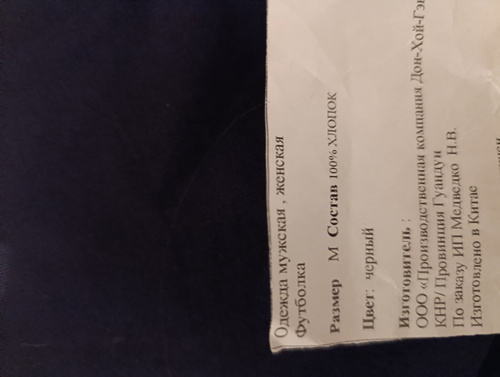 Одежда мужская , женская
Футболка
Размер М Состав 100% ХЛОПОК
Цвет: черный
Изготовитель :
ООО «Производственная компания Дон-Хой-Гэн
КНР/ Провинция Гуандун
По заказу ИП Медведко Н.В.
Изготовлено в Китае